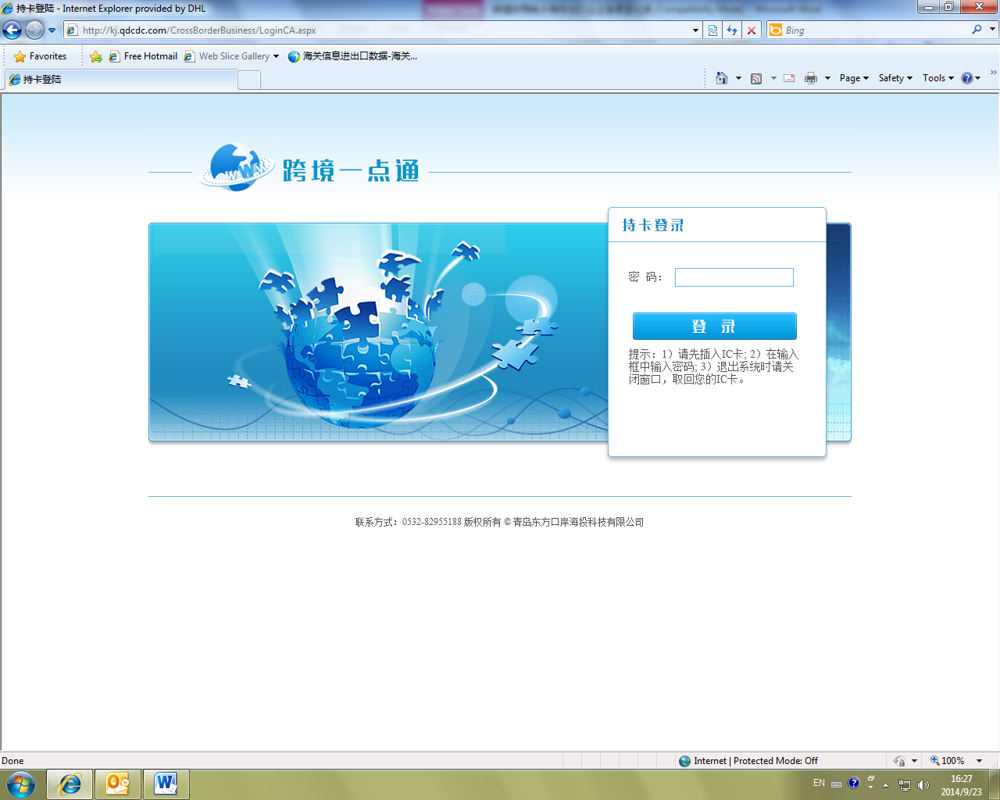 持卡登陆 - Internet Explorer provided by DHL
http://kj.qdcdc.com/CrossBorderBusiness/LoginCA.aspx
Bing
Favorites
Free Hotmail
Web Slice Gallery
海关信息进出口数据-海关...
持卡登陆
Page
Safety
Tools
WWW
跨境一点通
持卡登录
密 码：
登 录
提示：1）请先插入IC卡; 2）在输入
框中输入密码; 3）退出系统时请关
闭窗口，取回您的IC卡。
联系方式：0532-82955188 版权所有 © 青岛东方口岸海投科技有限公司
Done
Internet | Protected Mode: Off
100%
EN
16:27
2014/9/23